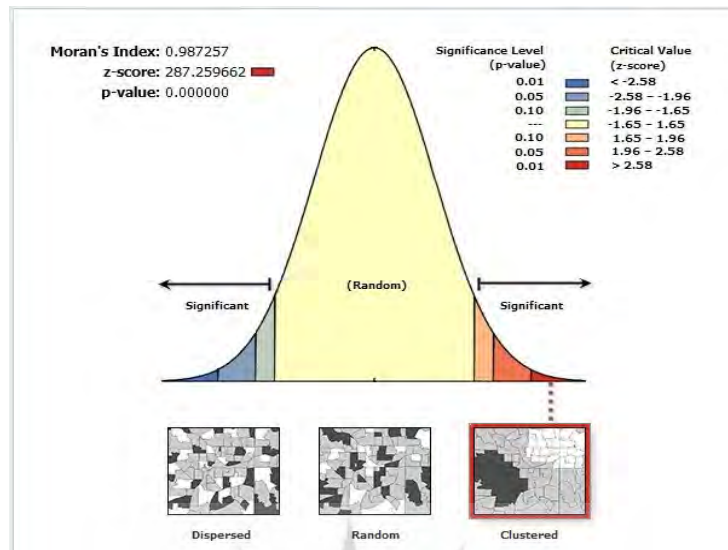 Moran's Index: 0.987257
z-score: 287.259662
p-value: 0.000000
Significance Level
(p-value)
Critical Value
(z-score)
0.01 < -2.58
0.05 -2.58 – -1.96
0.10 -1.96 – -1.65
--- -1.65 – 1.65
0.10 1.65 – 1.96
0.05 1.96 – 2.58
0.01 > 2.58
(Random)
Significant
Significant
Dispersed
Random
Clustered